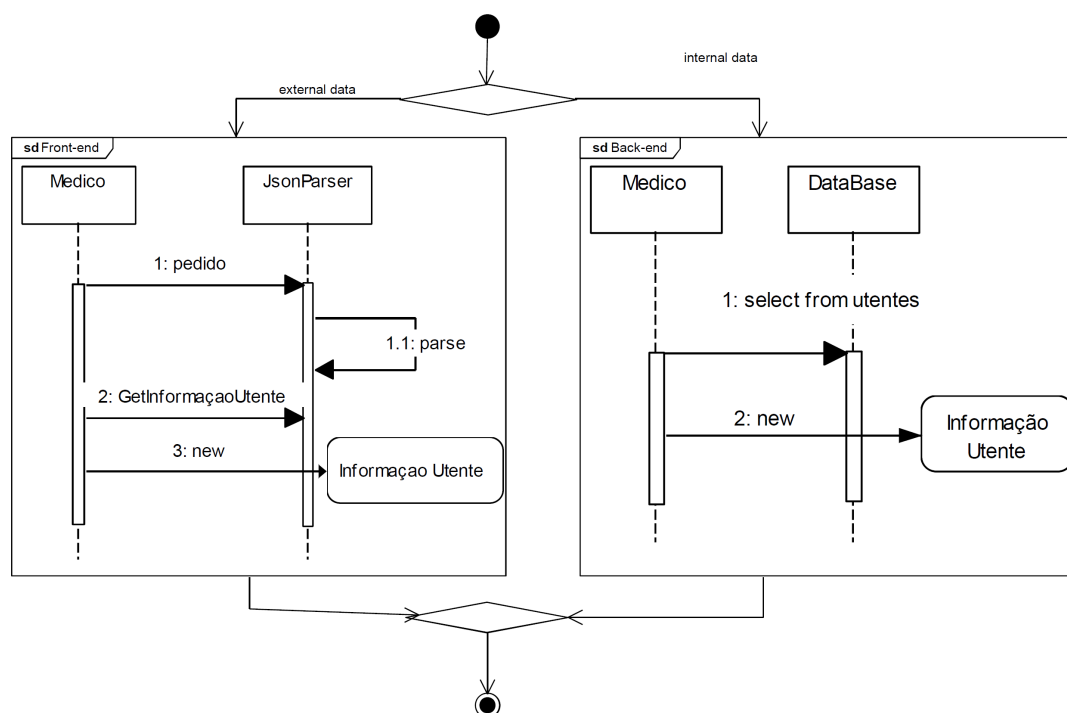 internal data
external data
sd Front-end
Medico
JsonParser
1: pedido
1.1: parse
2: GetInformaçaoUtente
3: new
Informaçao Utente
sd Back-end
Medico
DataBase
1: select from utentes
2: new
Informação
Utente